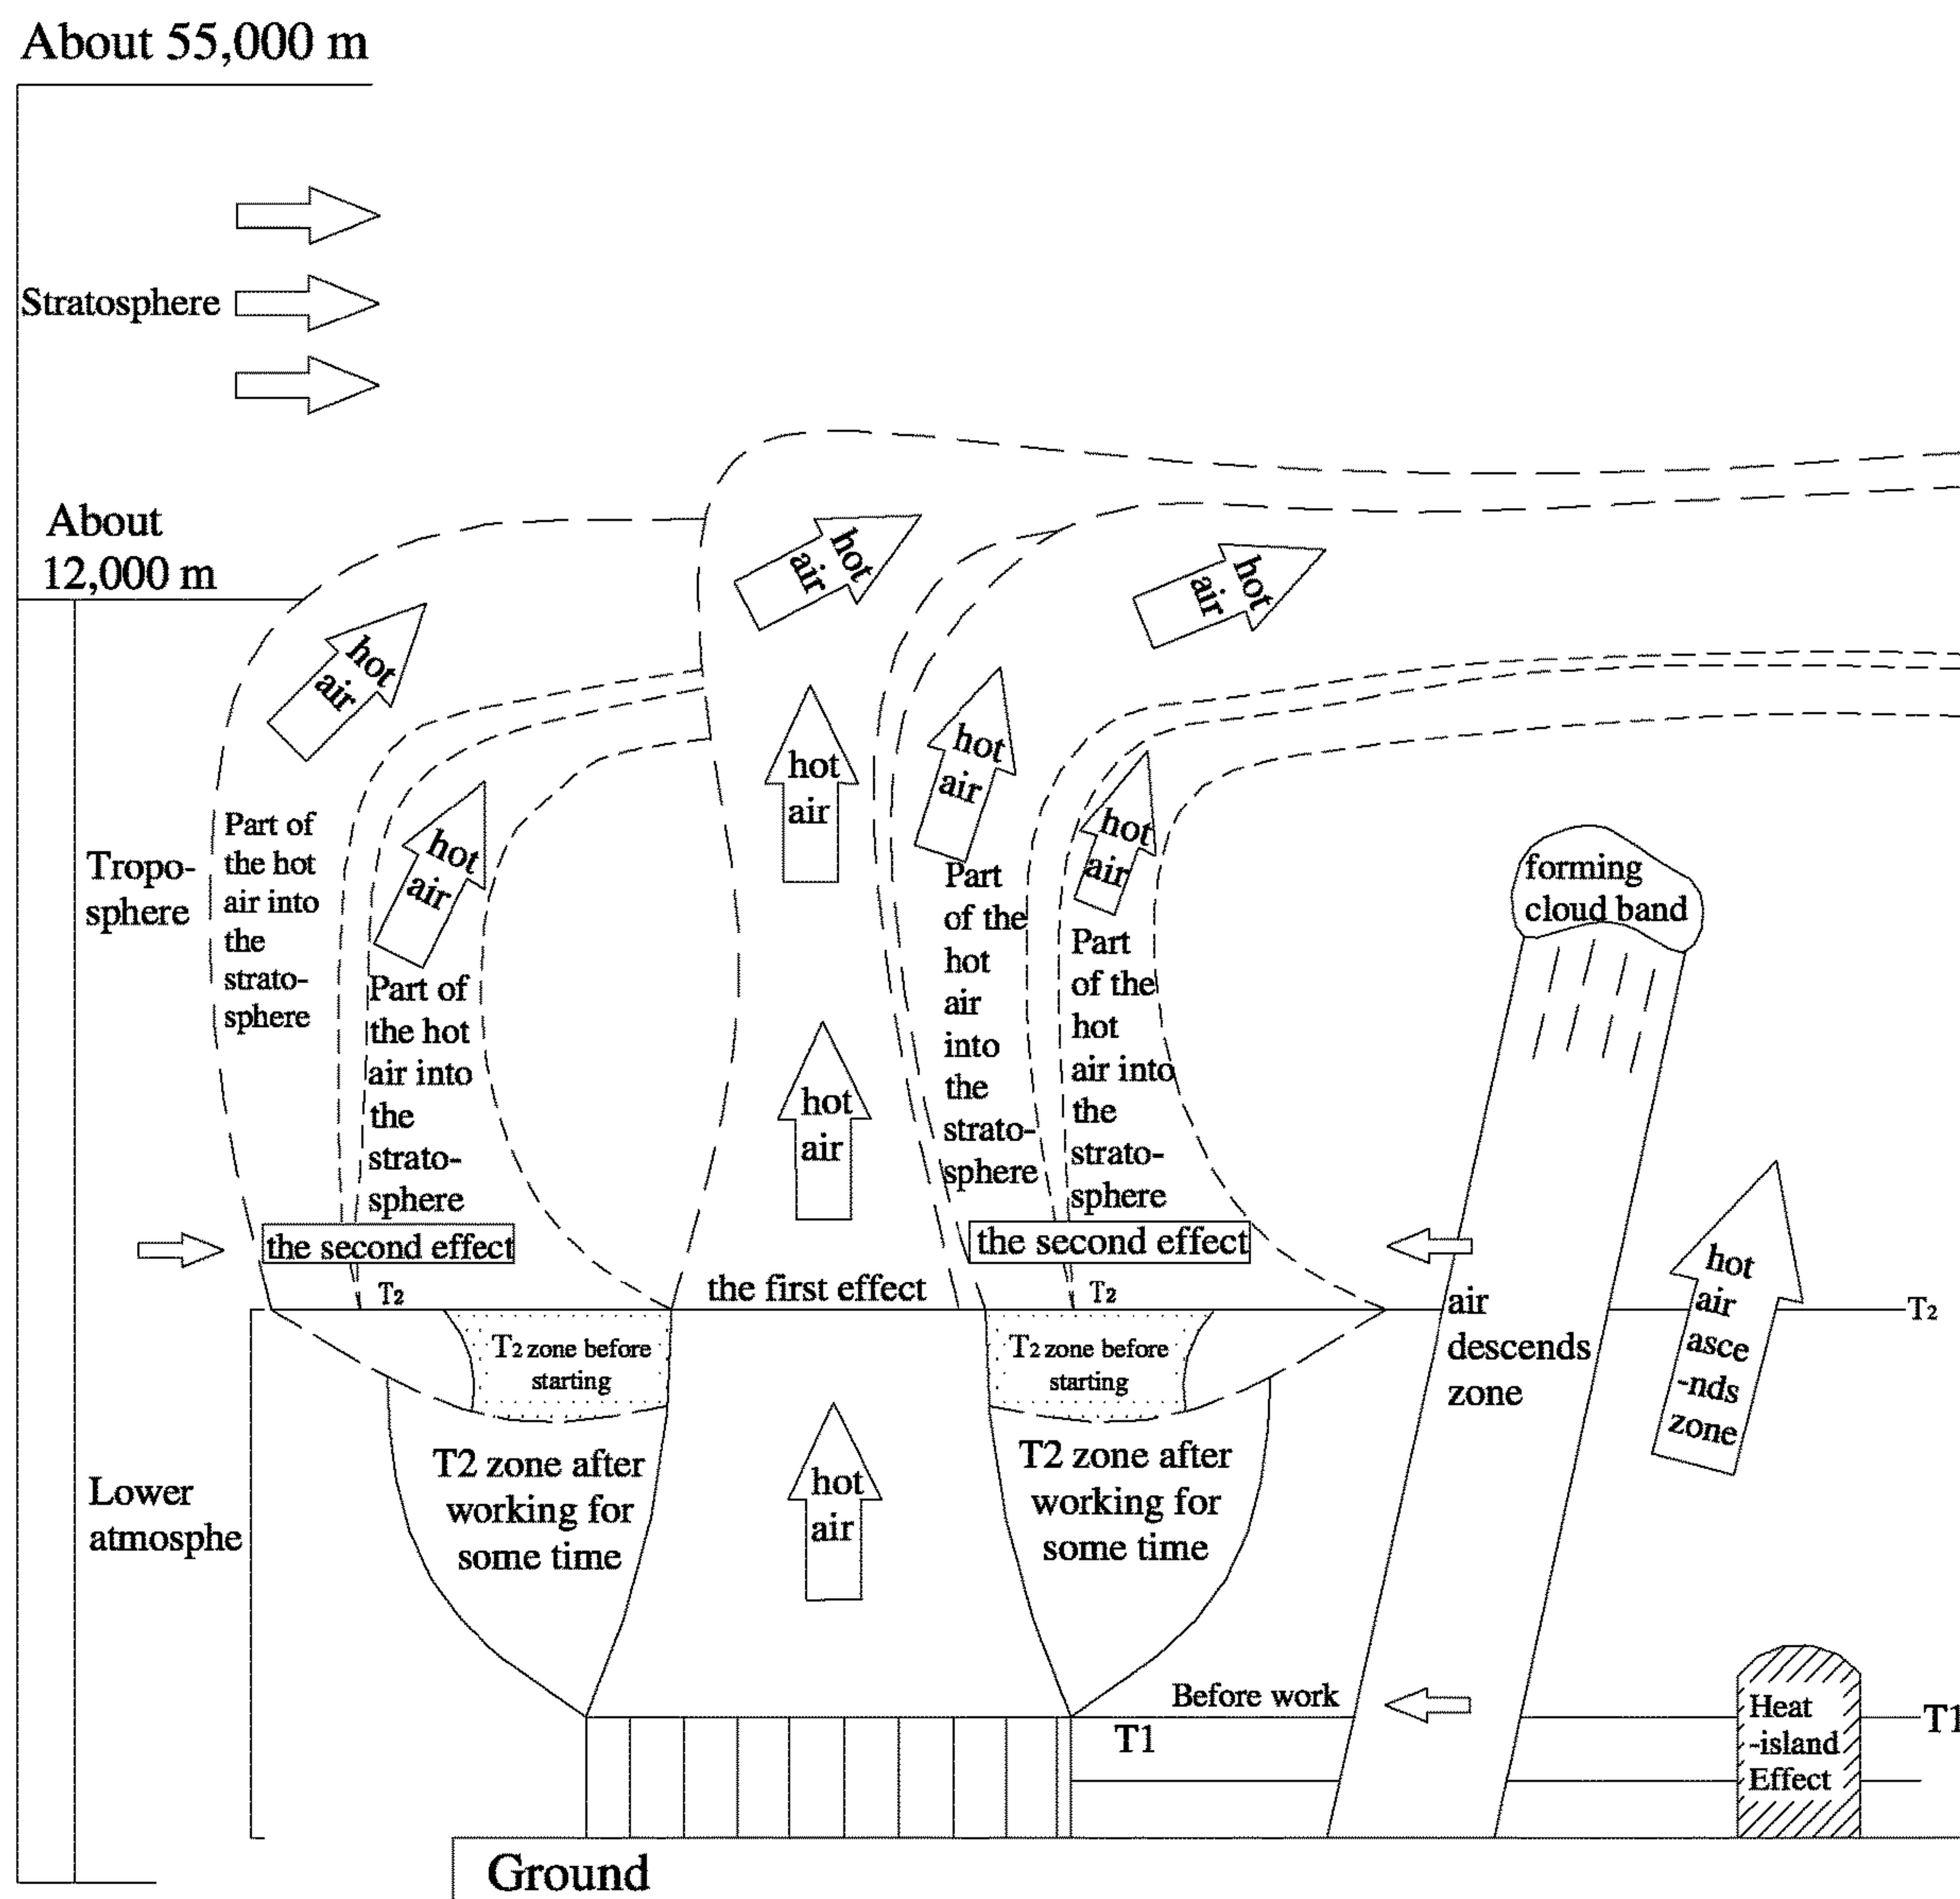 About 55,000 m
Stratosphere
About
12,000 m
hot
air
hot
air
hot
air
hot
air
hot
air
hot
air
hot
air
Part of
the hot
air into
the
strato-
sphere
Tropo-
sphere
forming
cloud band
Part
of the
hot
air
into
the
strato-
sphere
Part
of the
hot
air into
the
strato-
sphere
Part of
the hot
air into
the
strato-
sphere
hot
air
the second effect
the second effect
T2
the first effect
T2
air
descends
zone
hot
air
asce
-nds
zone
T2
T2 zone before
starting
T2 zone before
starting
Lower
atmosphe
T2 zone after
working for
some time
hot
air
T2 zone after
working for
some time
Before work
T1
Heat
-island
Effect
T1
Ground